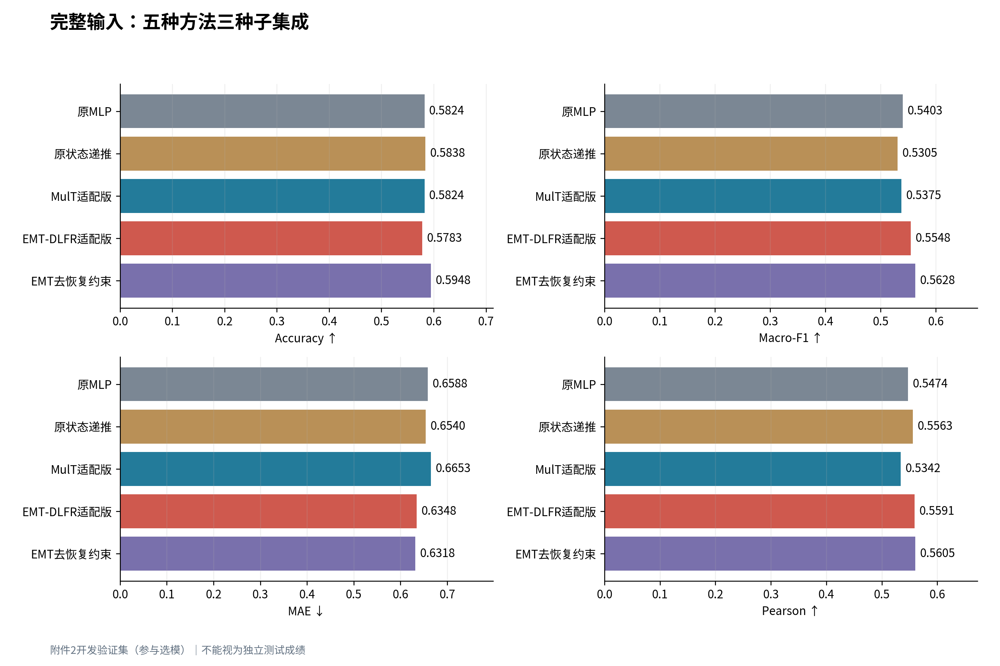 完整输入：五种方法三种子集成
原MLP
0.5824
原状态递推
0.5838
MulT适配版
0.5824
EMT-DLFR适配版
0.5783
EMT去恢复约束
0.5948
0.0 0.1 0.2 0.3 0.4 0.5 0.6 0.7
Accuracy ↑
原MLP
0.5403
原状态递推
0.5305
MulT适配版
0.5375
EMT-DLFR适配版
0.5548
EMT去恢复约束
0.5628
0.0 0.1 0.2 0.3 0.4 0.5 0.6
Macro-F1 ↑
原MLP
0.6588
原状态递推
0.6540
MulT适配版
0.6653
EMT-DLFR适配版
0.6348
EMT去恢复约束
0.6318
0.0 0.1 0.2 0.3 0.4 0.5 0.6 0.7
MAE ↓
原MLP
0.5474
原状态递推
0.5563
MulT适配版
0.5342
EMT-DLFR适配版
0.5591
EMT去恢复约束
0.5605
0.0 0.1 0.2 0.3 0.4 0.5 0.6
Pearson ↑
附件2开发验证集（参与选模）｜不能视为独立测试成绩